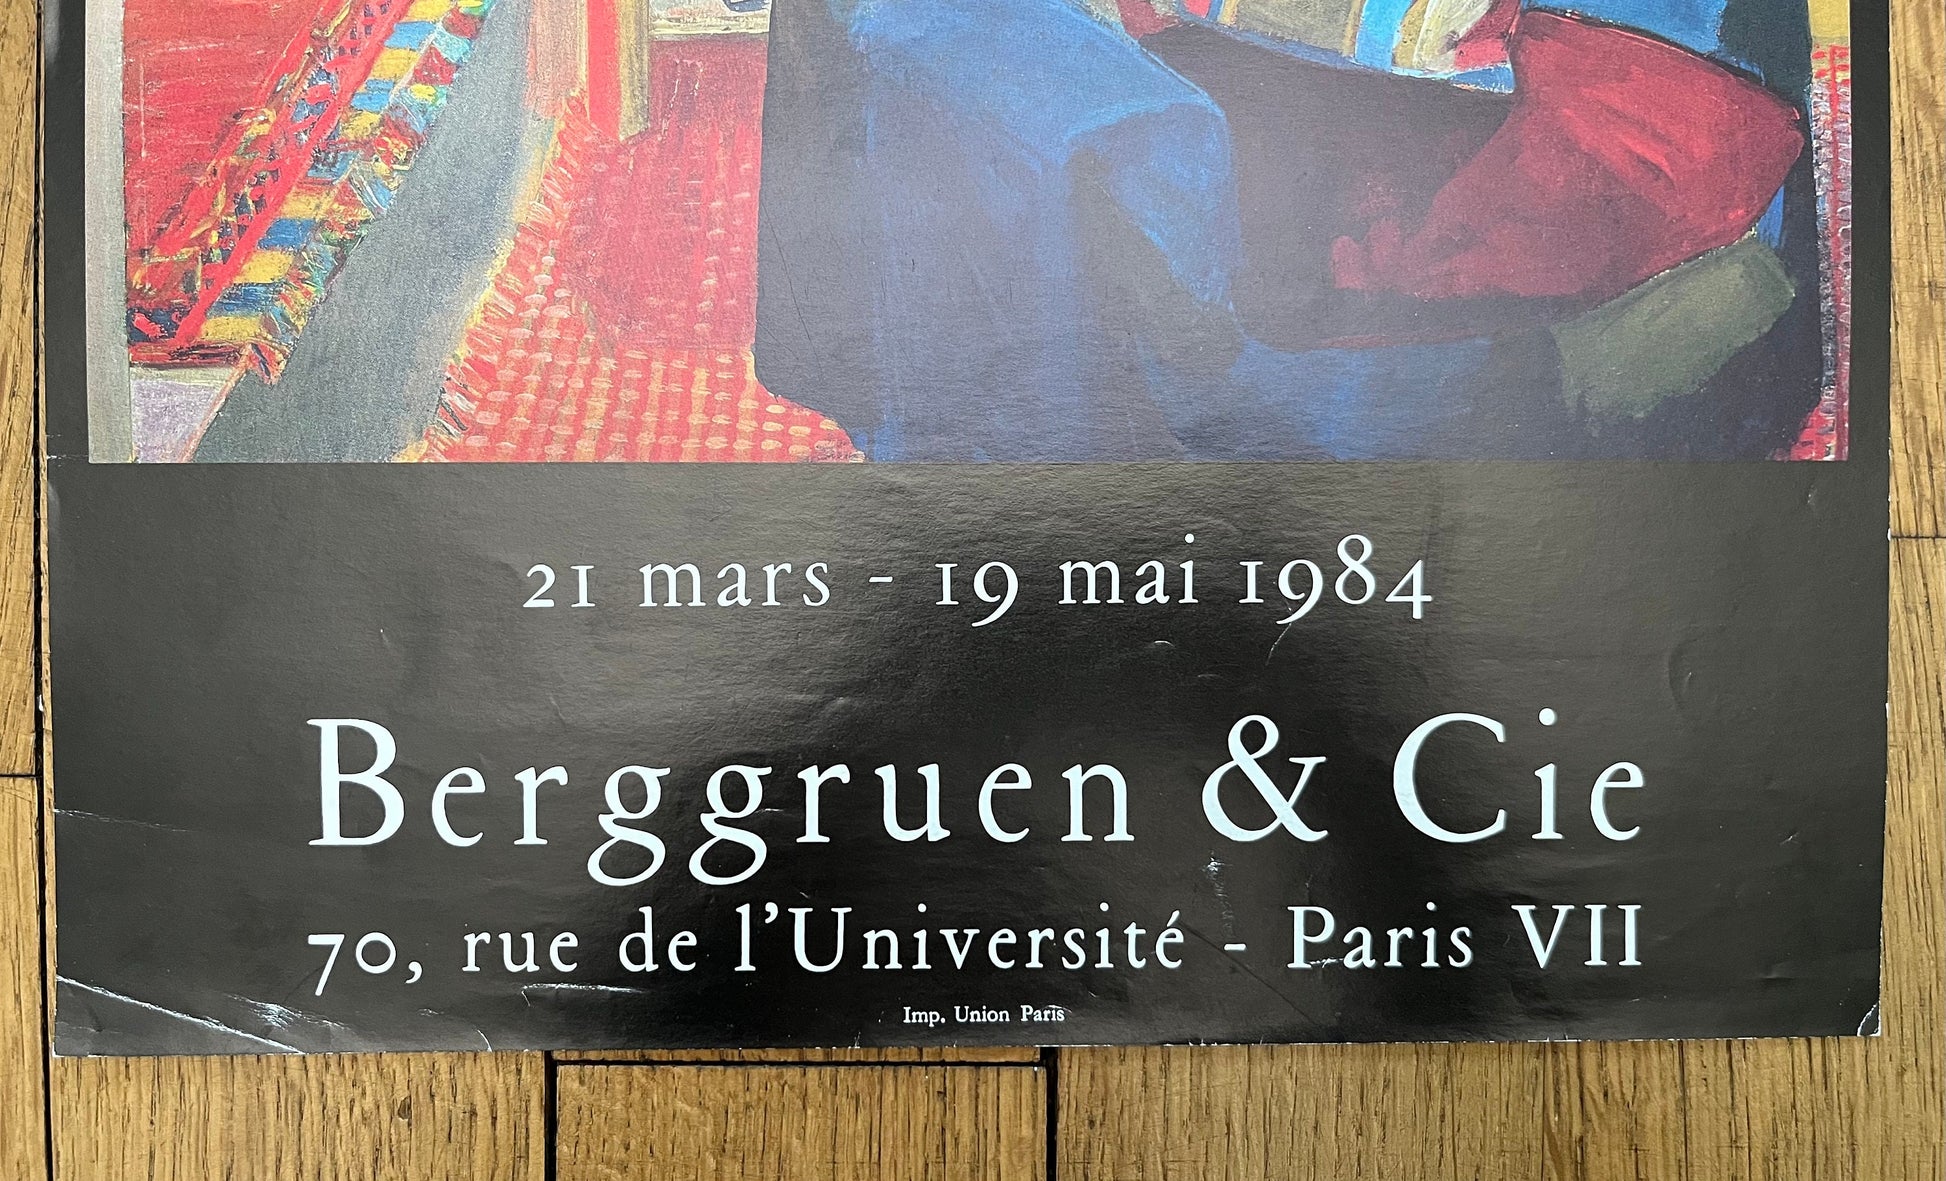 21 mars - 19 mai 1984
Berggruen & Cie
70, rue de l'Université - Paris VII
Imp. Union Paris